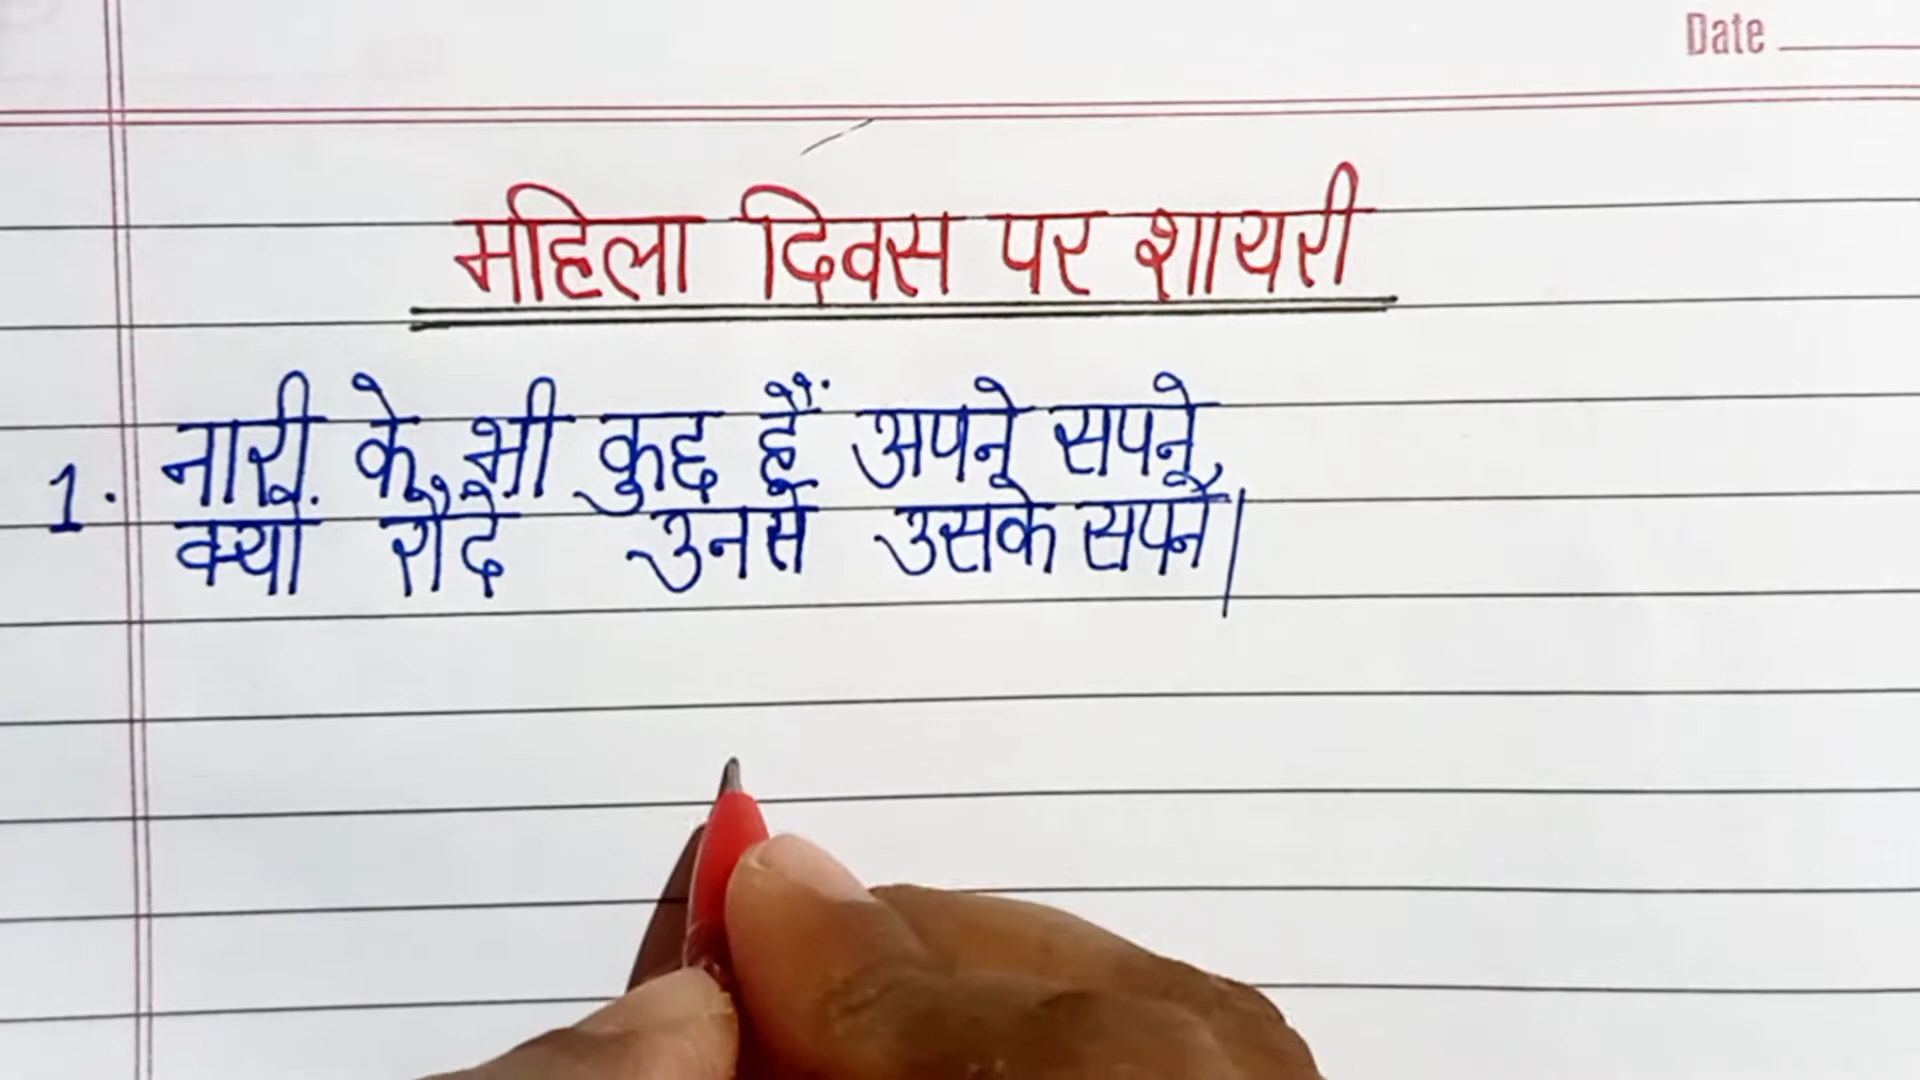 Date
महिला दिवस पर शायरी
1. नारी के भी कुछ हैं अपने सपने,
क्यों रौंदे उनसे उसके सपने।